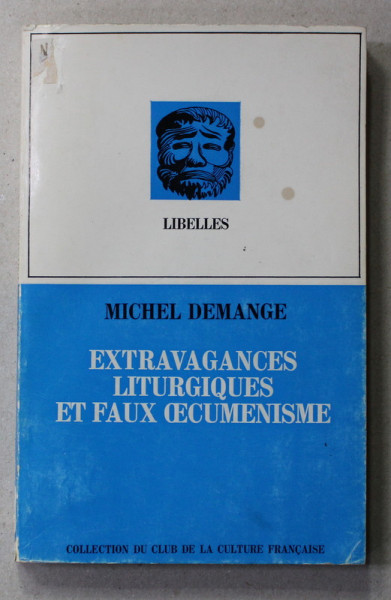 LIBELLES
MICHEL DEMANGE
EXTRAVAGANCES
LITURGIQUES
ET FAUX ŒCUMENISME
COLLECTION DU CLUB DE LA CULTURE FRANÇAISE